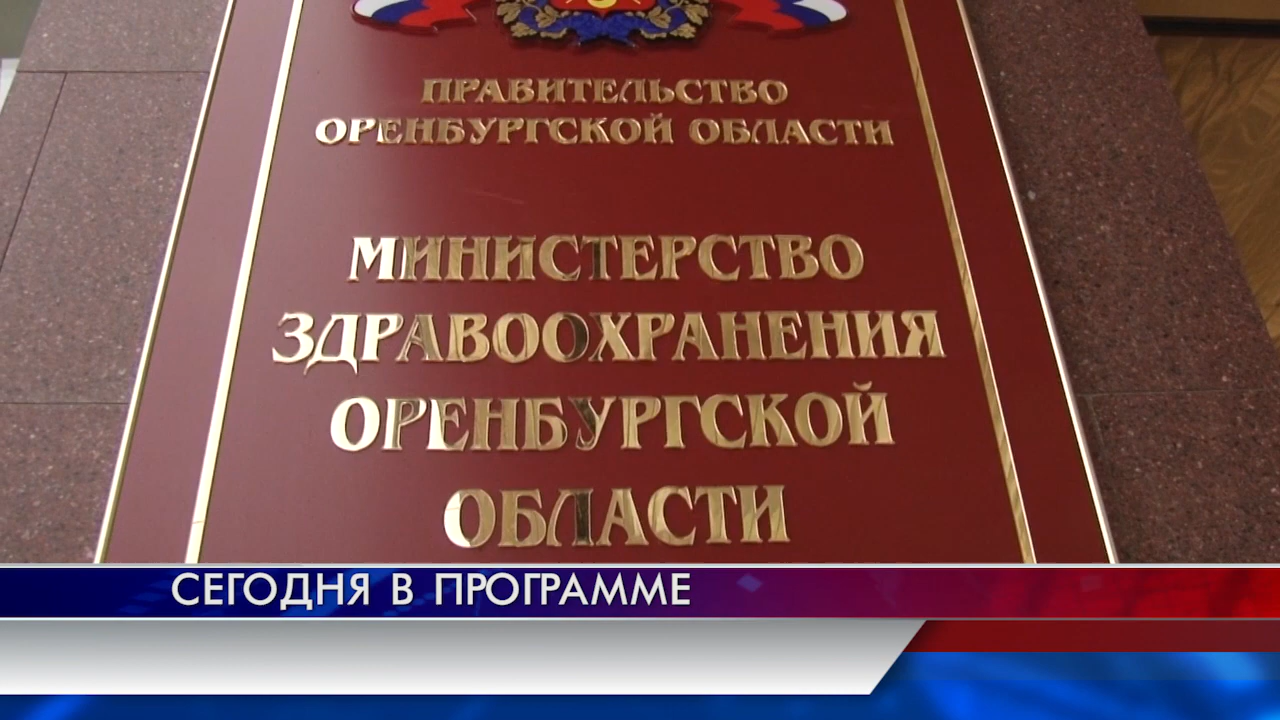 ПРАВИТЕЛЬСТВО
ОРЕНБУРГСКОЙ ОБЛАСТИ
МИНИСТЕРСТВО
ЗДРАВООХРАНЕНИЯ
ОРЕНБУРГСКОЙ
ОБЛАСТИ
СЕГОДНЯ В ПРОГРАММЕ